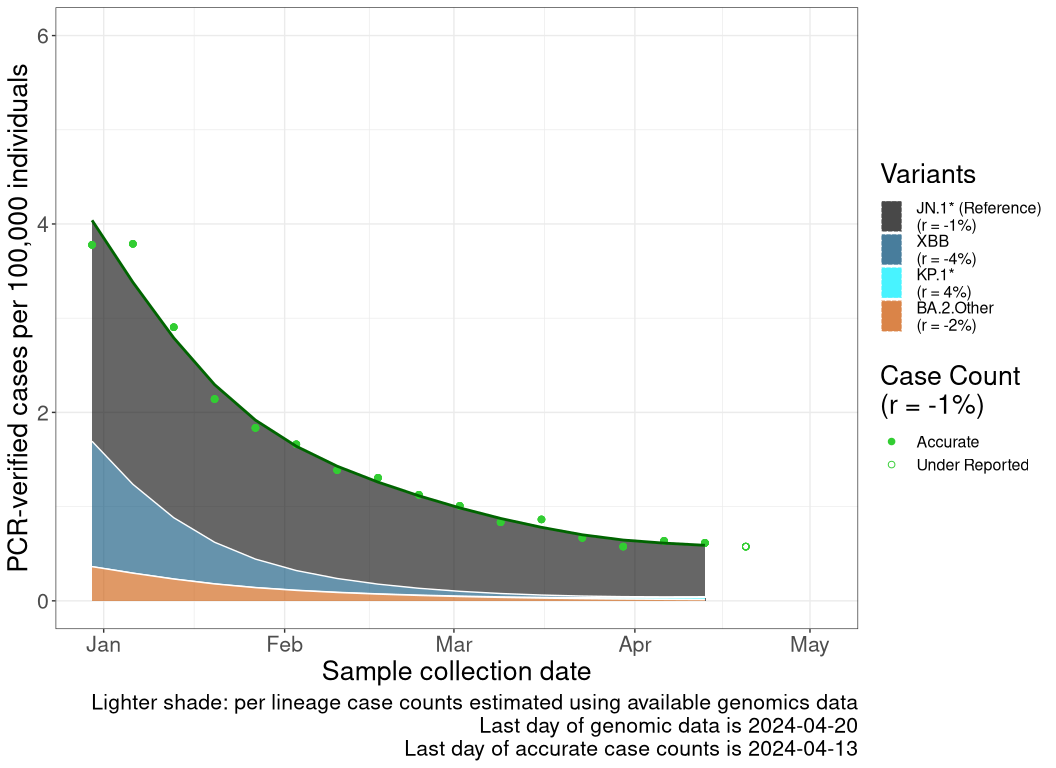 PCR-verified cases per 100,000 individuals
6
4
2
0
Jan
Feb
Mar
Apr
May
Sample collection date
Lighter shade: per lineage case counts estimated using available genomics data
Last day of genomic data is 2024-04-20
Last day of accurate case counts is 2024-04-13
Variants
JN.1* (Reference)
(r = -1%)
XBB
(r = -4%)
KP.1*
(r = 4%)
BA.2.Other
(r = -2%)
Case Count
(r = -1%)
Accurate
Under Reported